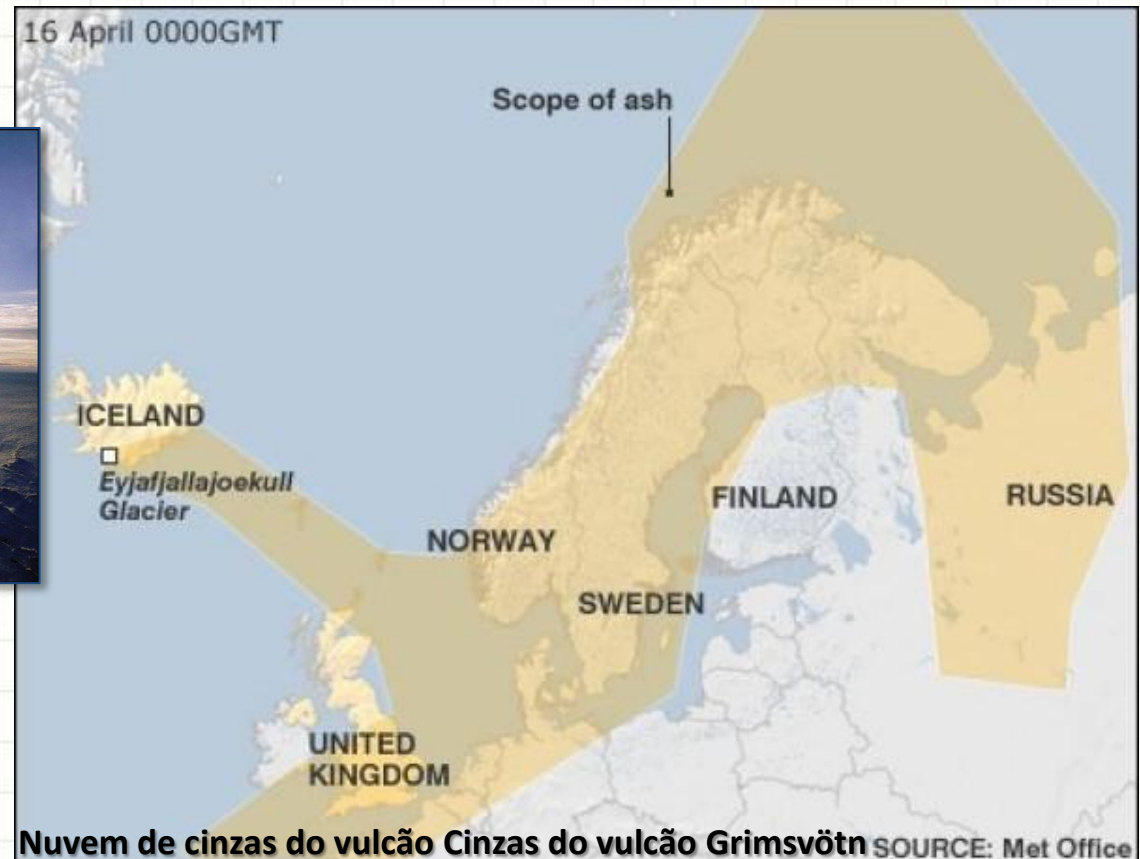 16 April 0000GMT
Scope of ash
ICELAND
Eyjafjallajoekull
Glacier
NORWAY
FINLAND
RUSSIA
SWEDEN
UNITED
KINGDOM
Nuvem de cinzas do vulcão Cinzas do vulcão Grimsvötn
SOURCE: Met Office